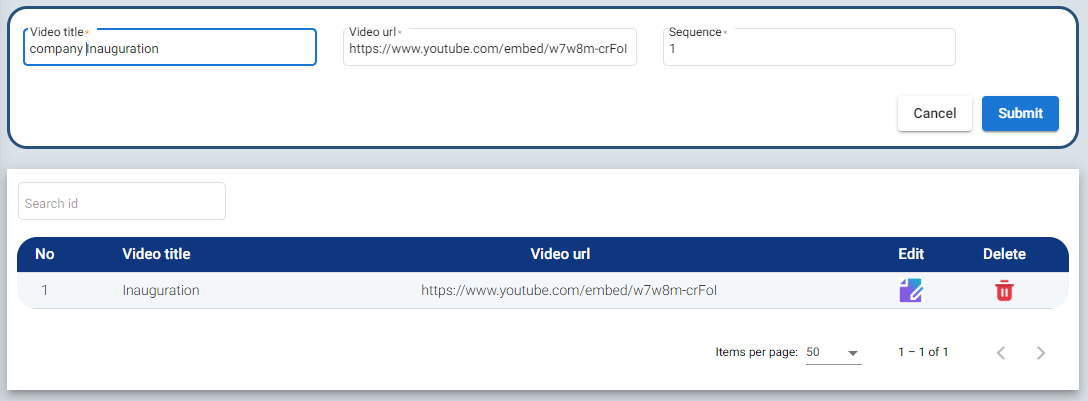 Video title* Video url* Sequence*
company Inauguration https://www.youtube.com/embed/w7w8m-crFoI 1
Cancel Submit
Search id
No Video title Video url Edit Delete
1 Inauguration https://www.youtube.com/embed/w7w8m-crFoI
Items per page: 50 1 – 1 of 1